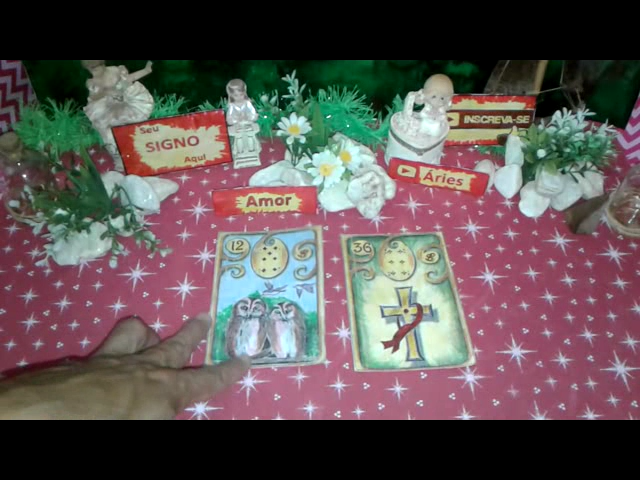 Seu
SIGNO
Aqui
INSCREVA-SE
Áries
Amor
12
36